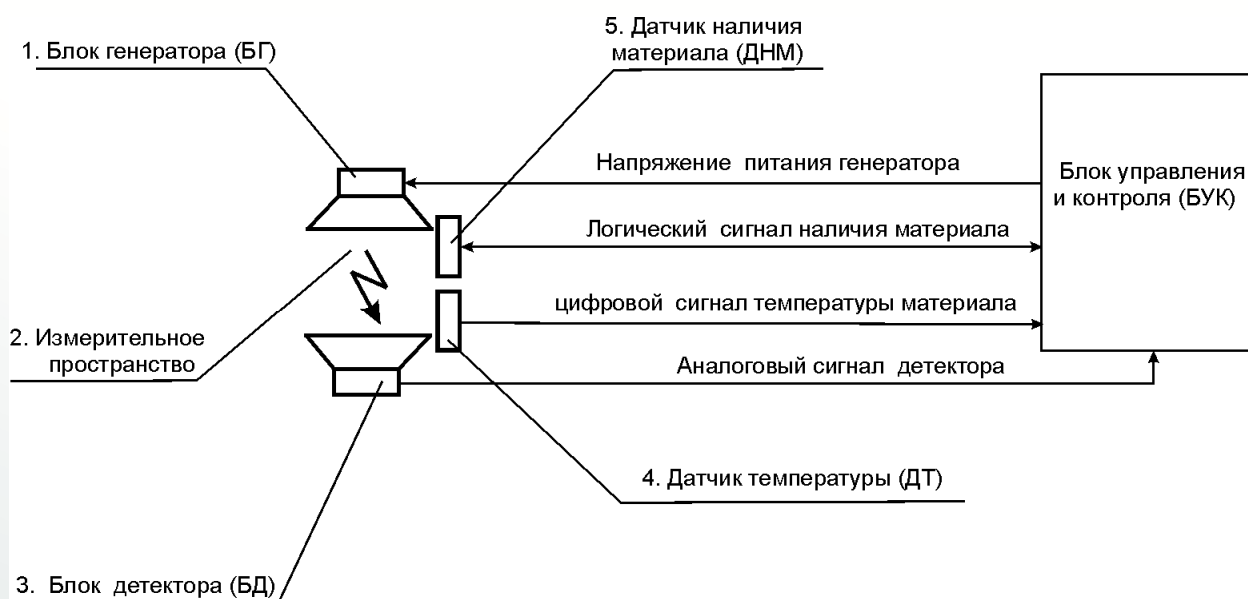 5. Датчик наличия
материала (ДНМ)
1. Блок генератора (БГ)
Напряжение питания генератора
Блок управления
и контроля (БУК)
Логический сигнал наличия материала
цифровой сигнал температуры материала
2. Измерительное
пространство
Аналоговый сигнал детектора
4. Датчик температуры (ДТ)
3. Блок детектора (БД)